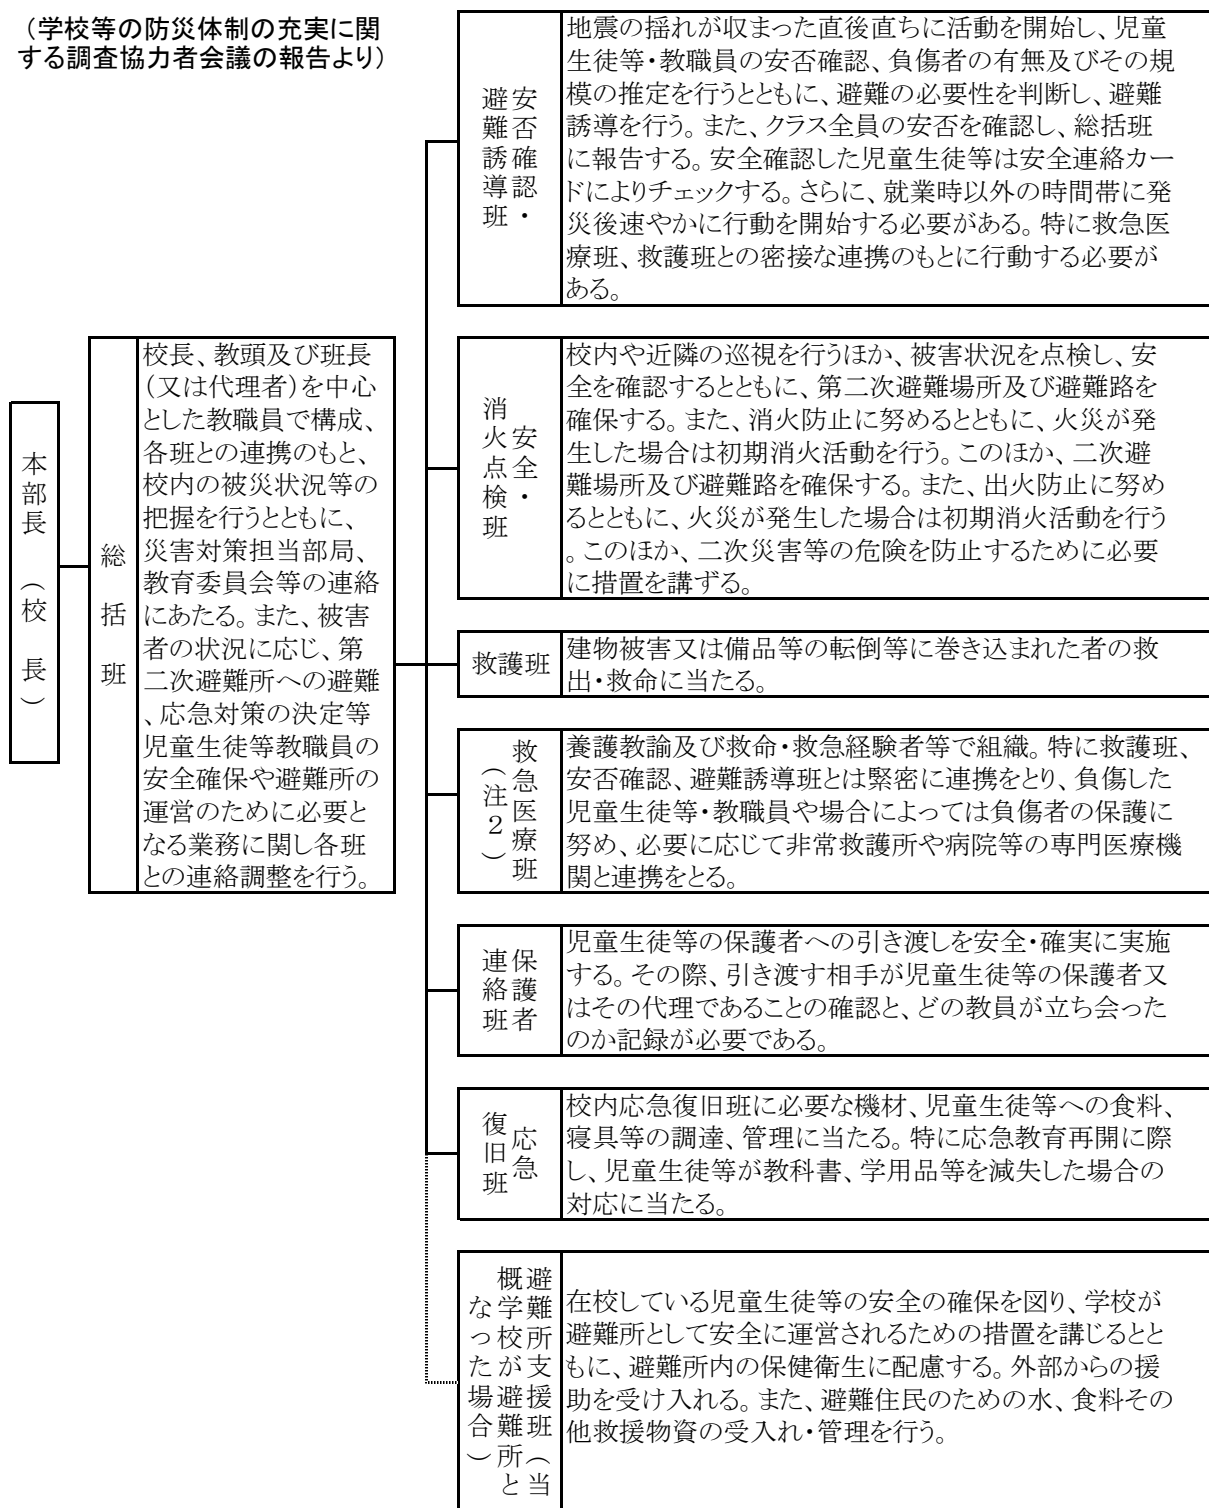 (学校等の防災体制の充実に関
する調査協力者会議の報告より)
本部長(校長)
総括班
校長、教頭及び班長
(又は代理者)を中心
とした教職員で構成、
各班との連携のもと、
校内の被災状況等の
把握を行うとともに、
災害対策担当部局、
教育委員会等の連絡
にあたる。また、被害
者の状況に応じ、第
二次避難所への避難
、応急対策の決定等
児童生徒等教職員の
安全確保や避難所の
運営のために必要と
なる業務に関し各班
との連絡調整を行う。
安否確認・
避難誘導班
地震の揺れが収まった直後直ちに活動を開始し、児童
生徒等・教職員の安否確認、負傷者の有無及びその規
模の推定を行うとともに、避難の必要性を判断し、避難
誘導を行う。また、クラス全員の安否を確認し、総括班
に報告する。安全確認した児童生徒等は安全連絡カー
ドによりチェックする。さらに、就業時以外の時間帯に発
災後速やかに行動を開始する必要がある。特に救急医
療班、救護班との密接な連携のもとに行動する必要が
ある。
安全・
消火点検班
校内や近隣の巡視を行うほか、被害状況を点検し、安
全を確認するとともに、第二次避難場所及び避難路を
確保する。また、消火防止に努めるとともに、火災が発
生した場合は初期消火活動を行う。このほか、二次避
難場所及び避難路を確保する。また、出火防止に努め
るとともに、火災が発生した場合は初期消火活動を行う
。このほか、二次災害等の危険を防止するために必要
に措置を講ずる。
救護班
建物被害又は備品等の転倒等に巻き込まれた者の救
出・救命に当たる。
救急医療班
(注2)
養護教諭及び救命・救急経験者等で組織。特に救護班、
安否確認、避難誘導班とは緊密に連携をとり、負傷した
児童生徒等・教職員や場合によっては負傷者の保護に
努め、必要に応じて非常救護所や病院等の専門医療機
関と連携をとる。
保護者
連絡班
児童生徒等の保護者への引き渡しを安全・確実に実施
する。その際、引き渡す相手が児童生徒等の保護者又
はその代理であることの確認と、どの教員が立ち会った
のか記録が必要である。
応急
復旧班
校内応急復旧班に必要な機材、児童生徒等への食料、
寝具等の調達、管理に当たる。特に応急教育再開に際
し、児童生徒等が教科書、学用品等を減失した場合の
対応に当たる。
避難所支援班(当
概学校が避難所と
なった場合)
在校している児童生徒等の安全の確保を図り、学校が
避難所として安全に運営されるための措置を講じるとと
もに、避難所内の保健衛生に配慮する。外部からの援
助を受け入れる。また、避難住民のための水、食料その
他救援物資の受入れ・管理を行う。